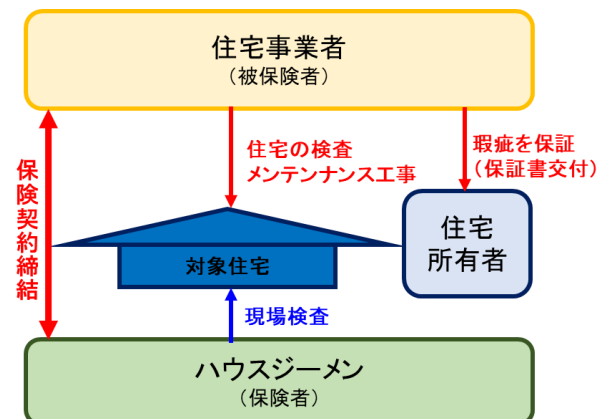 住宅事業者
（被保険者）
保険契約締結
住宅の検査
メンテンナンス工事
瑕疵を保証
（保証書交付）
住宅
所有者
対象住宅
現場検査
ハウスジーメン
（保険者）